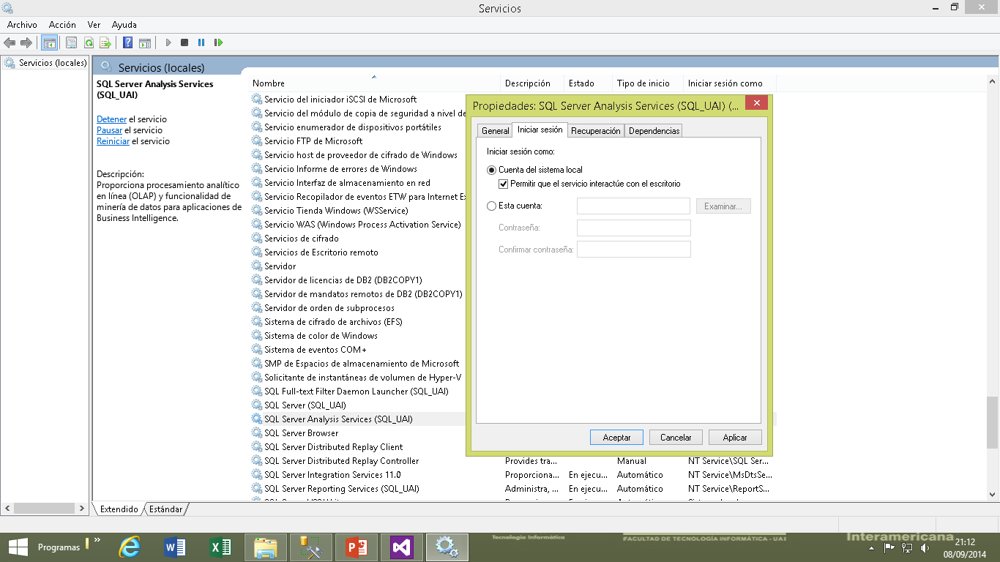 Servicios
Archivo Acción Ver Ayuda
Servicios (locales)
Servicios (locales)
SQL Server Analysis Services
(SQL_UAI)
Detener el servicio
Pausar el servicio
Reiniciar el servicio
Descripción:
Proporciona procesamiento analítico
en línea (OLAP) y funcionalidad de
minería de datos para aplicaciones de
Business Intelligence.
Nombre Descripción Estado Tipo de inicio Iniciar sesión como
Servicio del iniciador iSCSI de Microsoft
Servicio del módulo de copia de seguridad a nivel de
Servicio enumerador de dispositivos portátiles
Servicio FTP de Microsoft
Servicio host de proveedor de cifrado de Windows
Servicio Informe de errores de Windows
Servicio Interfaz de almacenamiento en red
Servicio Recopilador de eventos ETW para Internet Ex
Servicio Tienda Windows (WSService)
Servicio WAS (Windows Process Activation Service)
Servicios de cifrado
Servicios de Escritorio remoto
Servidor
Servidor de licencias de DB2 (DB2COPY1)
Servidor de mandatos remotos de DB2 (DB2COPY1)
Servidor de orden de subprocesos
Sistema de cifrado de archivos (EFS)
Sistema de color de Windows
Sistema de eventos COM+
SMP de Espacios de almacenamiento de Microsoft
Solicitante de instantáneas de volumen de Hyper-V
SQL Full-text Filter Daemon Launcher (SQL_UAI)
SQL Server (SQL_UAI)
SQL Server Analysis Services (SQL_UAI)
SQL Server Browser
SQL Server Distributed Replay Client
SQL Server Distributed Replay Controller Provides tra... Manual NT Service\SQL Ser...
SQL Server Integration Services 11.0 Proporciona... En ejecu... Automático NT Service\MsDtsSe...
SQL Server Reporting Services (SQL_UAI) Administra, ... En ejecu... Automático NT Service\ReportS...
Propiedades: SQL Server Analysis Services (SQL_UAI) (...
General Iniciar sesión Recuperación Dependencias
Iniciar sesión como:
Cuenta del sistema local
Permitir que el servicio interactúe con el escritorio
Esta cuenta: Examinar...
Contraseña:
Confirmar contraseña:
Aceptar Cancelar Aplicar
Extendido Estándar
Programas »
Tecnología Informática
FACULTAD DE TECNOLOGÍA INFORMÁTICA - UAI
Interamericana
21:12
08/09/2014